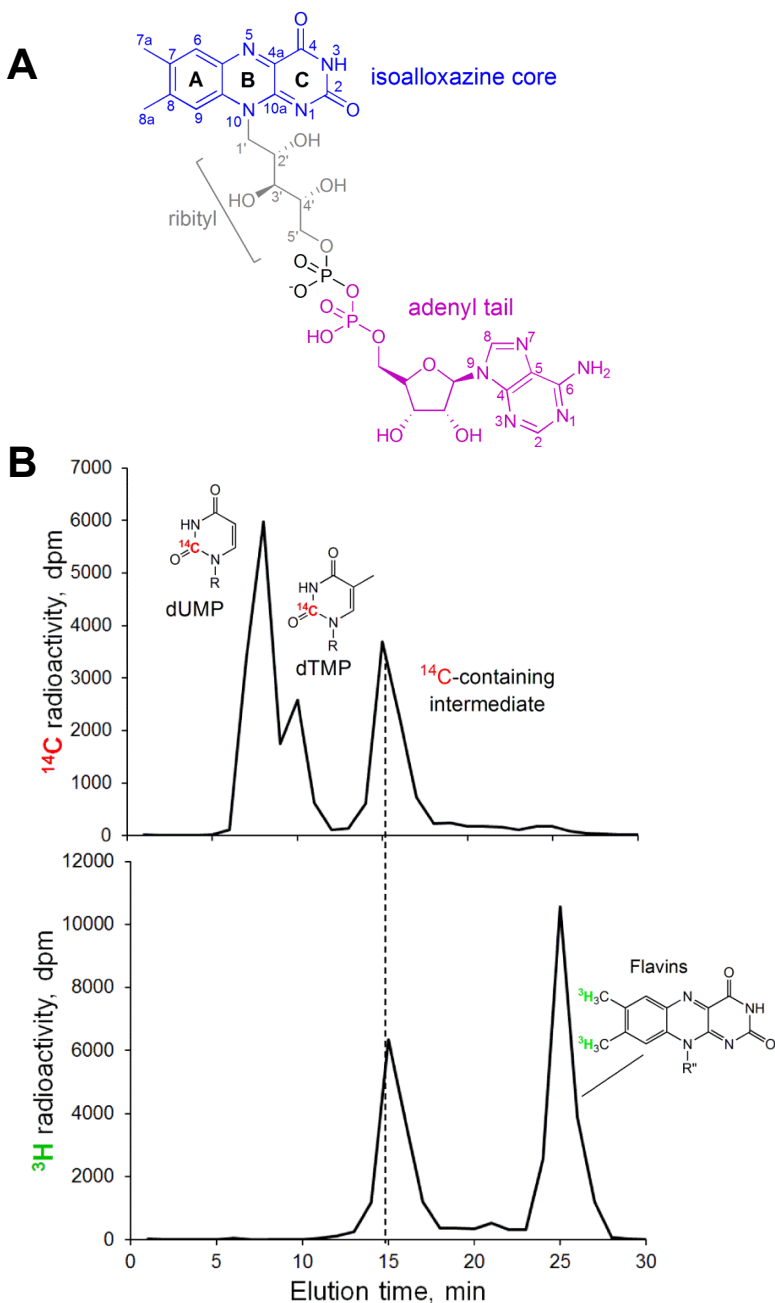 A
7a
7
8
8a
6
9
A
B
C
N
5
4a
4
O
NH
3
2
O
N
1
10a
N
10
isoalloxazine core
1'
2'
OH
HO
3'
4'
OH
5'
O
ribityl
O
P
-O
O
O
P
HO
O
adenyl tail
O
9
N
8
N
7
5
6
NH2
N
1
2
N
3
4
HO
OH
B
14C radioactivity, dpm
7000
6000
5000
4000
3000
2000
1000
0
O
HN
14C
O
N
R
dUMP
O
HN
14C
O
N
R
dTMP
14C-containing
intermediate
3H radioactivity, dpm
12000
10000
8000
6000
4000
2000
0
Flavins
3H3C
3H3C
N
O
NH
O
N
N
R"
0 5 10 15 20 25 30
Elution time, min